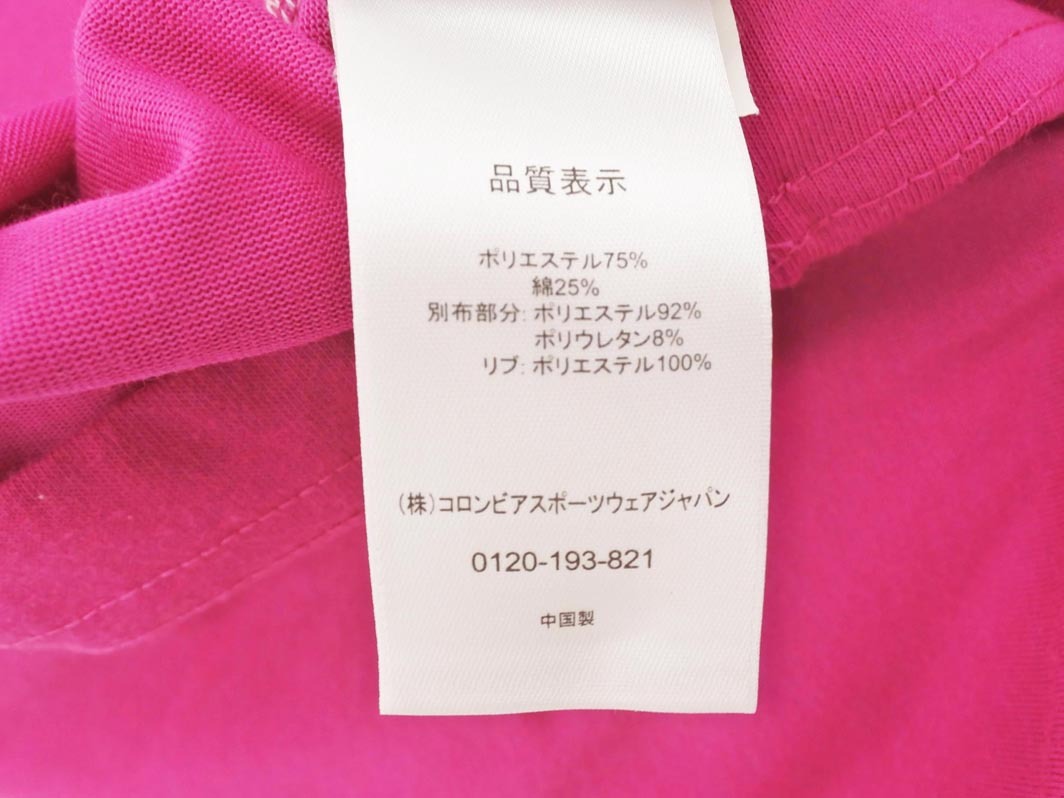 品質表示
ポリエステル75%
綿25%
別布部分: ポリエステル92%
ポリウレタン8%
リブ: ポリエステル100%
(株)コロンビアスポーツウェアジャパン
0120-193-821
中国製